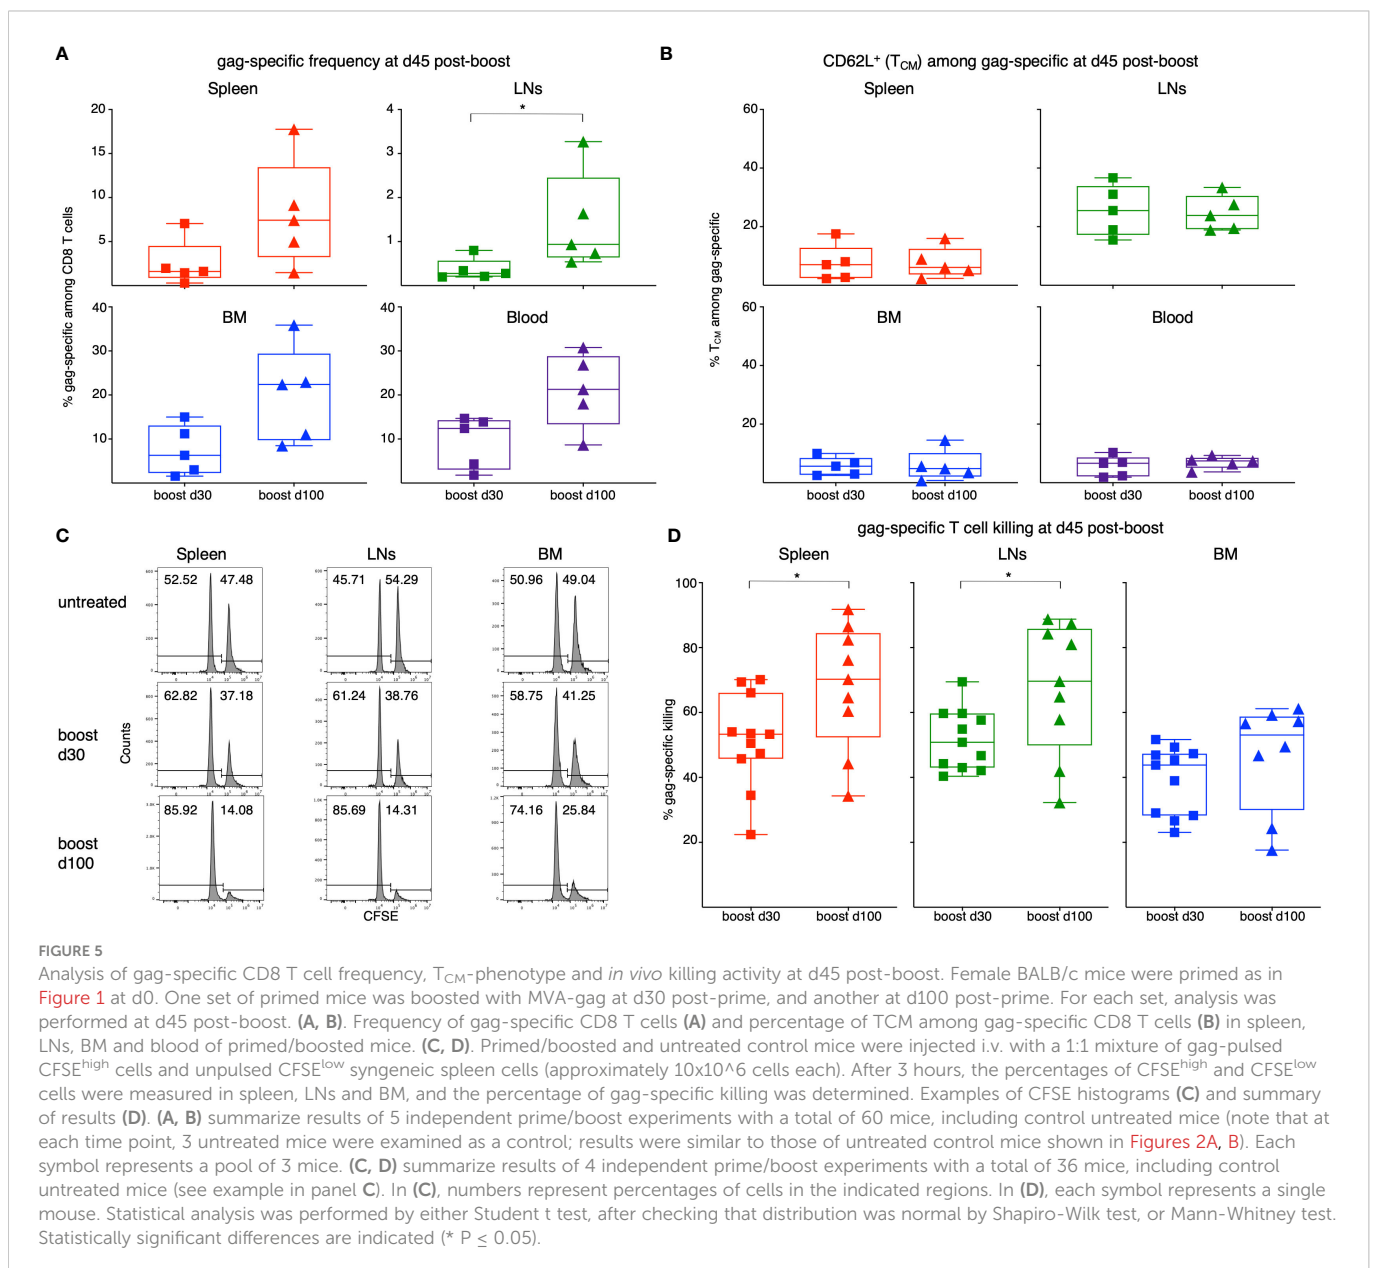 A
gag-specific frequency at d45 post-boost
Spleen
LNs
20
15
10
5
4
3
2
1
*
BM
Blood
40
30
20
10
40
30
20
10
% gag-specific among CD8 T cells
boost d30
boost d100
boost d30
boost d100
B
CD62L+ (TCM) among gag-specific at d45 post-boost
Spleen
LNs
60
40
20
60
40
20
BM
Blood
60
40
20
60
40
20
% TCM among gag-specific
boost d30
boost d100
boost d30
boost d100
C
Spleen
LNs
BM
untreated
52.52 47.48
45.71 54.29
50.96 49.04
boost
d30
62.82 37.18
61.24 38.76
58.75 41.25
boost
d100
85.92 14.08
85.69 14.31
74.16 25.84
Counts
CFSE
D
gag-specific T cell killing at d45 post-boost
Spleen
LNs
BM
*
*
100
80
60
40
20
% gag-specific killing
boost d30
boost d100
boost d30
boost d100
boost d30
boost d100
FIGURE 5
Analysis of gag-specific CD8 T cell frequency, TCM-phenotype and in vivo killing activity at d45 post-boost. Female BALB/c mice were primed as in
Figure 1 at d0. One set of primed mice was boosted with MVA-gag at d30 post-prime, and another at d100 post-prime. For each set, analysis was
performed at d45 post-boost. (A, B). Frequency of gag-specific CD8 T cells (A) and percentage of TCM among gag-specific CD8 T cells (B) in spleen,
LNs, BM and blood of primed/boosted mice. (C, D). Primed/boosted and untreated control mice were injected i.v. with a 1:1 mixture of gag-pulsed
CFSEhigh cells and unpulsed CFSElow syngeneic spleen cells (approximately 10x10^6 cells each). After 3 hours, the percentages of CFSEhigh and CFSElow
cells were measured in spleen, LNs and BM, and the percentage of gag-specific killing was determined. Examples of CFSE histograms (C) and summary
of results (D). (A, B) summarize results of 5 independent prime/boost experiments with a total of 60 mice, including control untreated mice (note that at
each time point, 3 untreated mice were examined as a control; results were similar to those of untreated control mice shown in Figures 2A, B). Each
symbol represents a pool of 3 mice. (C, D) summarize results of 4 independent prime/boost experiments with a total of 36 mice, including control
untreated mice (see example in panel C). In (C), numbers represent percentages of cells in the indicated regions. In (D), each symbol represents a single
mouse. Statistical analysis was performed by either Student t test, after checking that distribution was normal by Shapiro-Wilk test, or Mann-Whitney test.
Statistically significant differences are indicated (* P ≤ 0.05).